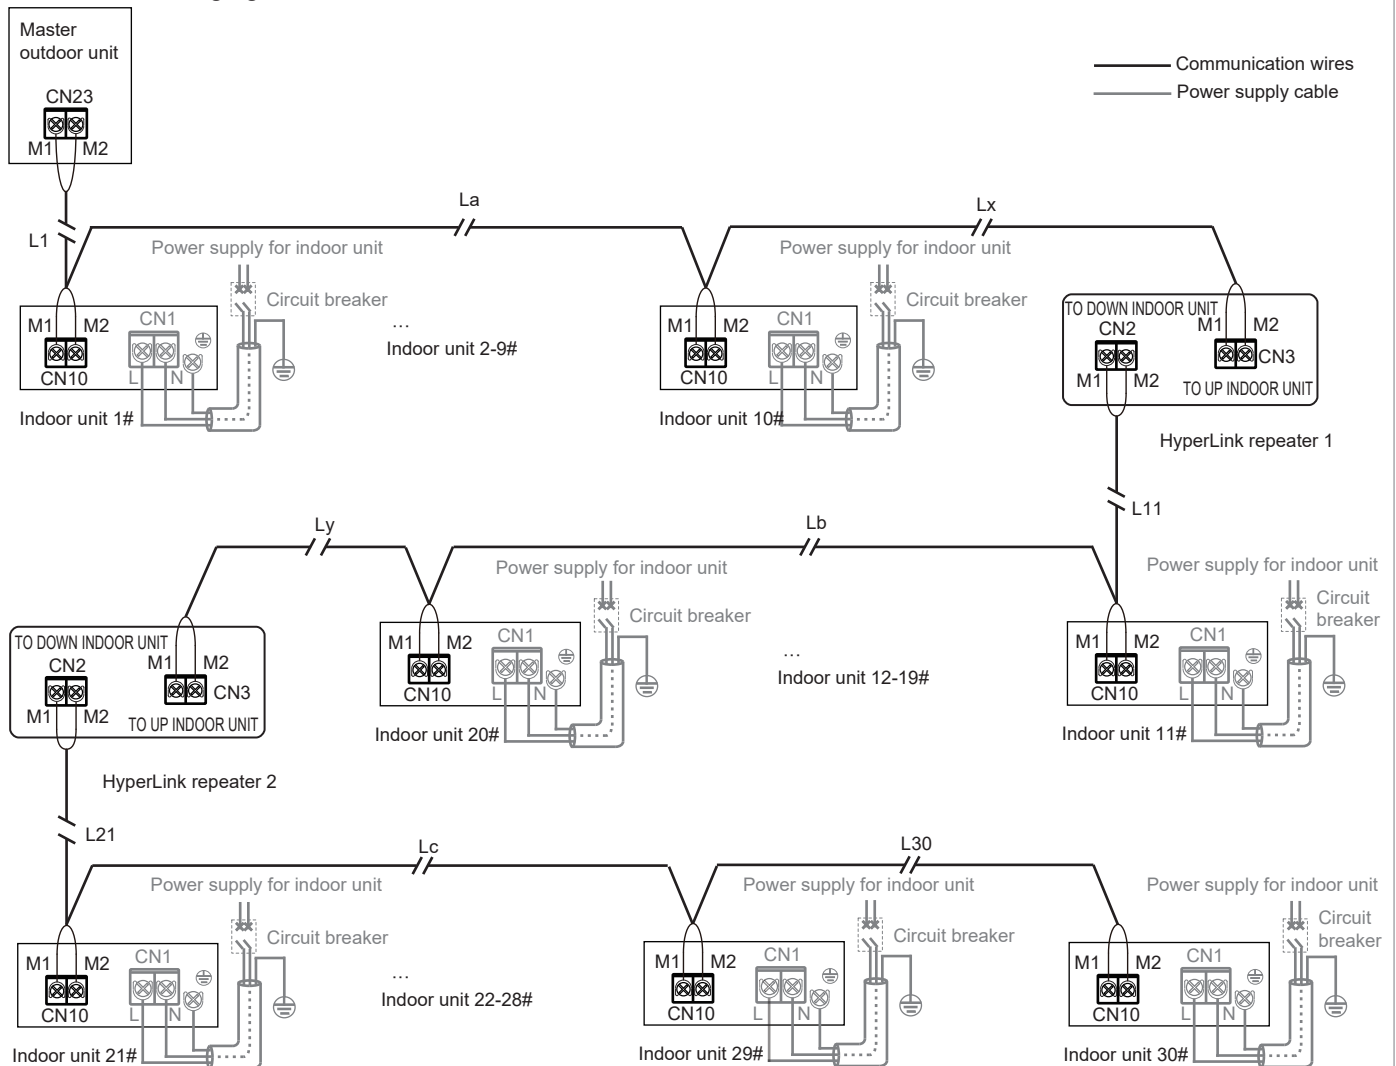 Master
outdoor unit
CN23
M1 M2
Communication wires
Power supply cable
L1
La
Lx
Power supply for indoor unit
Circuit breaker
M1 M2 CN1
CN10 L N
Indoor unit 1#
...
Indoor unit 2-9#
Power supply for indoor unit
Circuit breaker
M1 M2 CN1
CN10 L N
Indoor unit 10#
TO DOWN INDOOR UNIT
CN2 M1 M2
CN3
M1 M2
TO UP INDOOR UNIT
HyperLink repeater 1
L11
Ly
Lb
TO DOWN INDOOR UNIT
CN2 M1 M2
CN3
M1 M2
TO UP INDOOR UNIT
HyperLink repeater 2
Power supply for indoor unit
Circuit breaker
M1 M2 CN1
CN10 L N
Indoor unit 20#
...
Indoor unit 12-19#
Power supply for indoor unit
Circuit
breaker
M1 M2 CN1
CN10 L N
Indoor unit 11#
L21
Lc
L30
Power supply for indoor unit
Circuit breaker
M1 M2 CN1
CN10 L N
Indoor unit 21#
...
Indoor unit 22-28#
Power supply for indoor unit
Circuit breaker
M1 M2 CN1
CN10 L N
Indoor unit 29#
Power supply for indoor unit
Circuit
breaker
M1 M2 CN1
CN10 L N
Indoor unit 30#